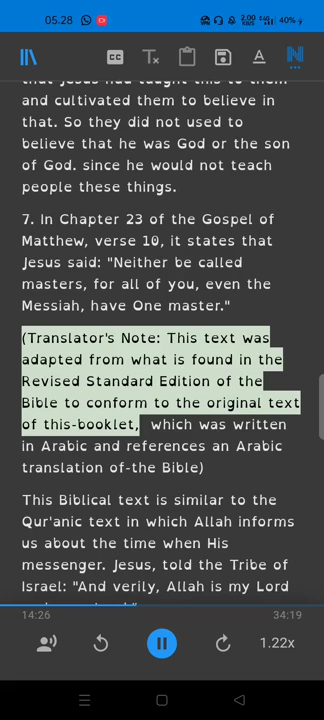 05.28
2.00
40%
CC
that Jesus had taught this to them
and cultivated them to believe in
that. So they did not used to
believe that he was God or the son
of God. since he would not teach
people these things.
7. In Chapter 23 of the Gospel of
Matthew, verse 10, it states that
Jesus said: "Neither be called
masters, for all of you, even the
Messiah, have One master."
(Translator's Note: This text was
adapted from what is found in the
Revised Standard Edition of the
Bible to conform to the original text
of this-booklet, which was written
in Arabic and references an Arabic
translation of-the Bible)
This Biblical text is similar to the
Qur'anic text in which Allah informs
us about the time when His
messenger. Jesus, told the Tribe of
Israel: "And verily, Allah is my Lord
14:26
34:19
1.22x